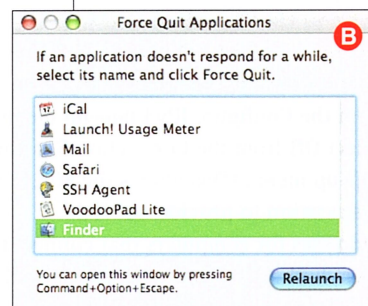 Force Quit Applications
B
If an application doesn't respond for a while,
select its name and click Force Quit.
iCal
Launch! Usage Meter
Mail
Safari
SSH Agent
VoodooPad Lite
Finder
You can open this window by pressing
Command+Option+Escape.
Relaunch